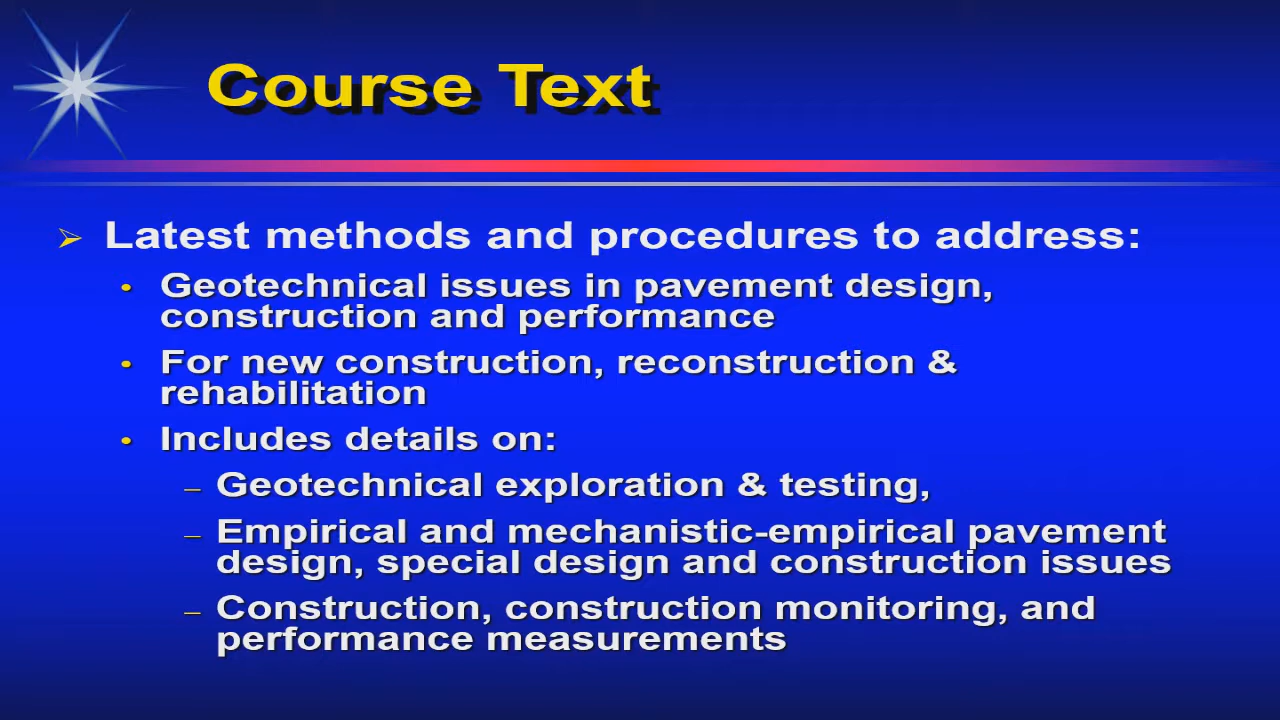 Course Text
➢ Latest methods and procedures to address:
• Geotechnical issues in pavement design,
construction and performance
• For new construction, reconstruction &
rehabilitation
• Includes details on:
– Geotechnical exploration & testing,
– Empirical and mechanistic-empirical pavement
design, special design and construction issues
– Construction, construction monitoring, and
performance measurements